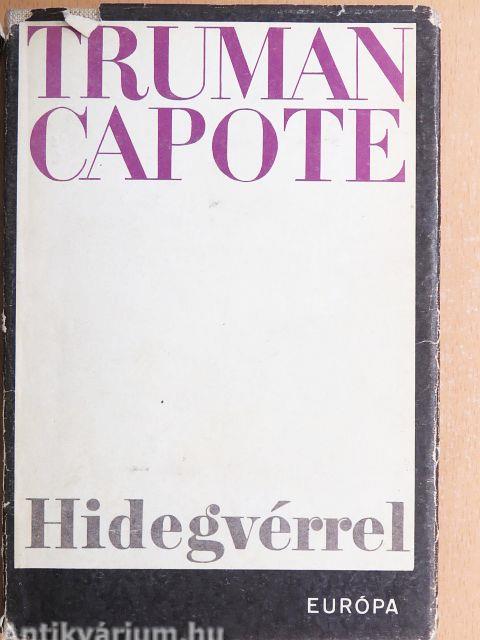 TRUMAN
CAPOTE
Hidegvérrel
EURÓPA
Antikvárium.hu